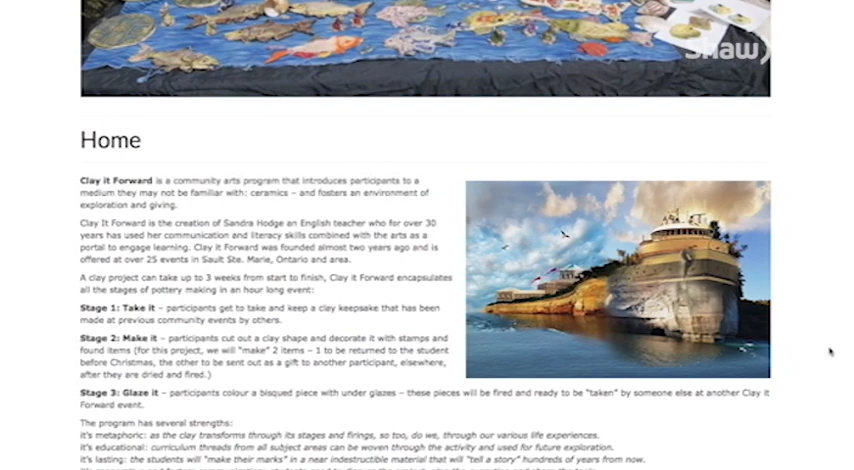 Shaw)
Home
Clay it Forward is a community arts program that introduces participants to a
medium they may not be familiar with: ceramics – and fosters an environment of
exploration and giving.
Clay It Forward is the creation of Sandra Hodge an English teacher who for over 30
years has used her communication and literacy skills combined with the arts as a
portal to engage learning. Clay it Forward was founded almost two years ago and is
offered at over 25 events in Sault Ste. Marie, Ontario and area.
A clay project can take up to 3 weeks from start to finish, Clay it Forward encapsulates
all the stages of pottery making in an hour long event:
Stage 1: Take it – participants get to take and keep a clay keepsake that has been
made at previous community events by others.
Stage 2: Make it – participants cut out a clay shape and decorate it with stamps and
found items (for this project, we will "make" 2 items – 1 to be returned to the student
before Christmas, the other to be sent out as a gift to another participant, elsewhere,
after they are dried and fired.)
Stage 3: Glaze it – participants colour a bisqued piece with under glazes – these pieces will be fired and ready to be "taken" by someone else at another Clay it
Forward event.
The program has several strengths:
it's metaphoric: as the clay transforms through its stages and firings, so too, do we, through our various life experiences.
it's educational: curriculum threads from all subject areas can be woven through the activity and used for future exploration.
it's lasting: the students will "make their marks" in a near indestructible material that will "tell a story" hundreds of years from now.